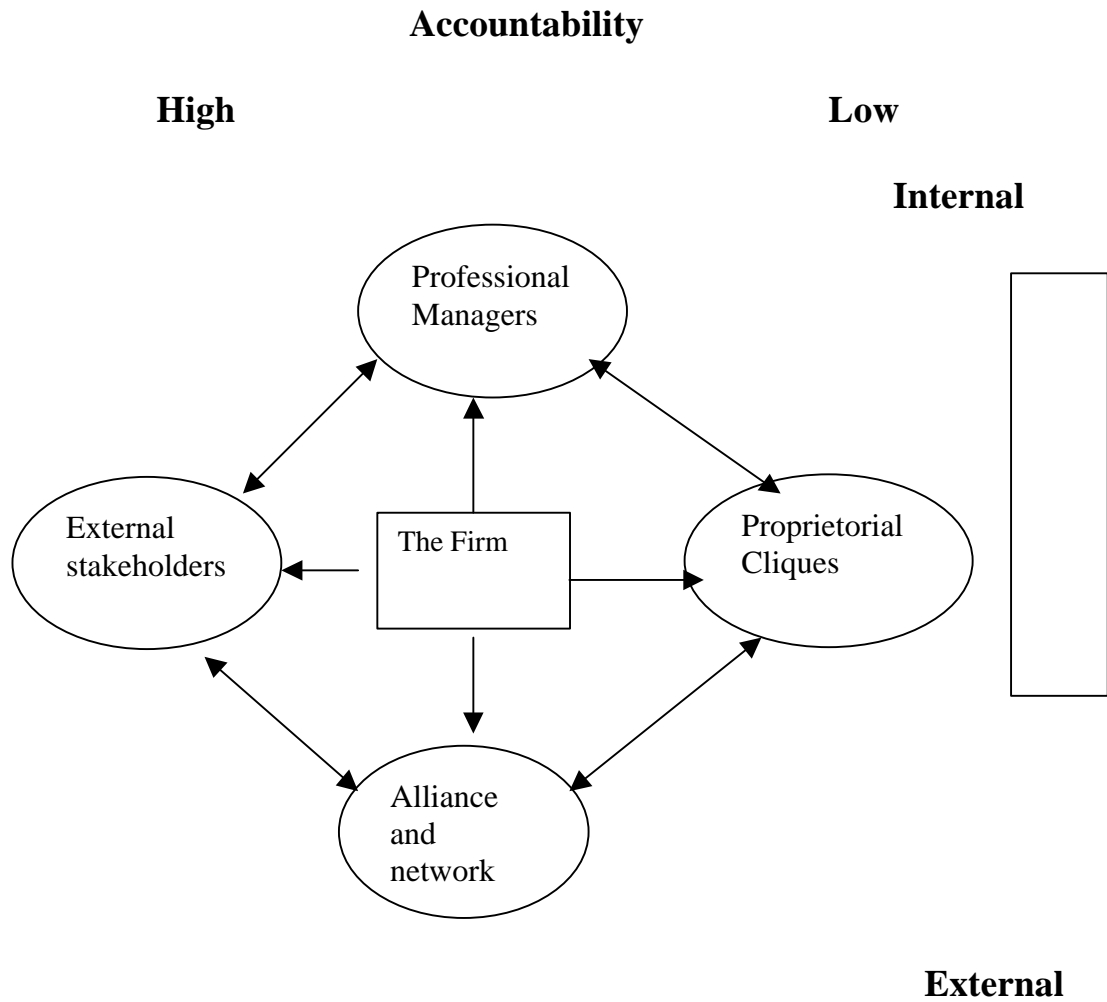 Accountability
High
Low
Internal
Professional
Managers
External
stakeholders
The Firm
Proprietorial
Cliques
Alliance
and
network
External